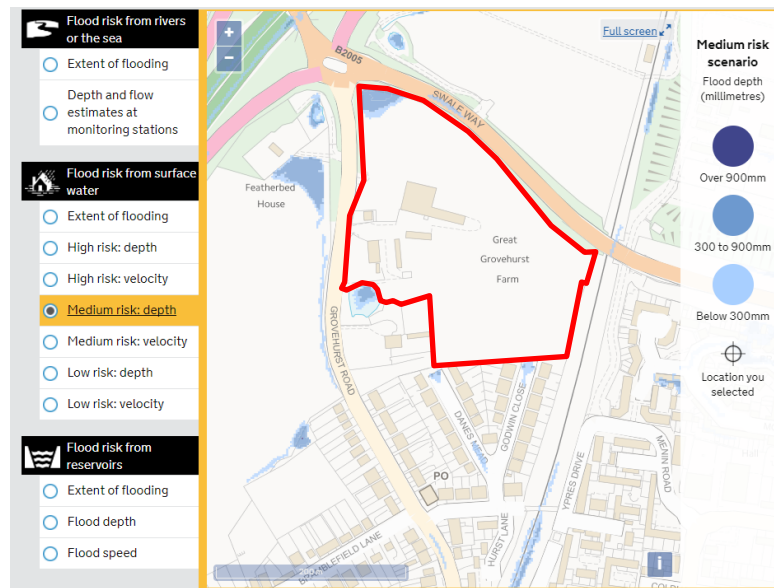 Flood risk from rivers
or the sea
Extent of flooding
Depth and flow
estimates at
monitoring stations
Flood risk from surface
water
Extent of flooding
High risk: depth
High risk: velocity
Medium risk: depth
Medium risk: velocity
Low risk: depth
Low risk: velocity
Flood risk from
reservoirs
Extent of flooding
Flood depth
Flood speed
+
−
Full screen
B2005
SWALE WAY
Featherbed
House
Great
Grovehurst
Farm
GROVEHURST ROAD
DANES MEAD
GODWIN CLOSE
PO
HURST LANE
YPRES DRIVE
MENIN ROAD
i
Medium risk
scenario
Flood depth
(millimetres)
Over 900mm
300 to 900mm
Below 300mm
Location you
selected